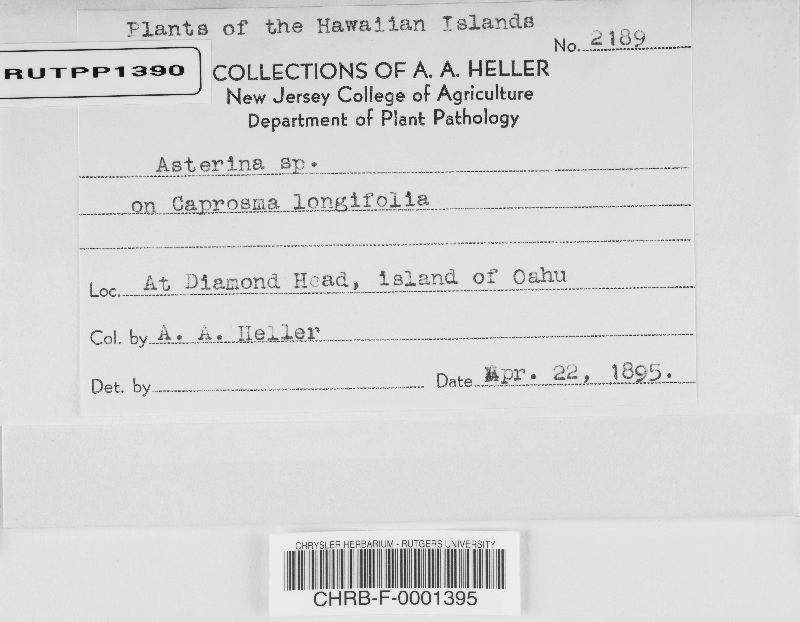 Plants of the Hawaiian Islands
No. 2189
RUTPP1390
COLLECTIONS OF A. A. HELLER
New Jersey College of Agriculture
Department of Plant Pathology
Asterina sp.
on Caprosma longifolia
Loc. At Diamond Head, island of Oahu
Col. by A. A. Heller
Det. by
Date Apr. 22, 1895.
CHRYSLER HERBARIUM - RUTGERS UNIVERSITY
CHRB-F-0001395